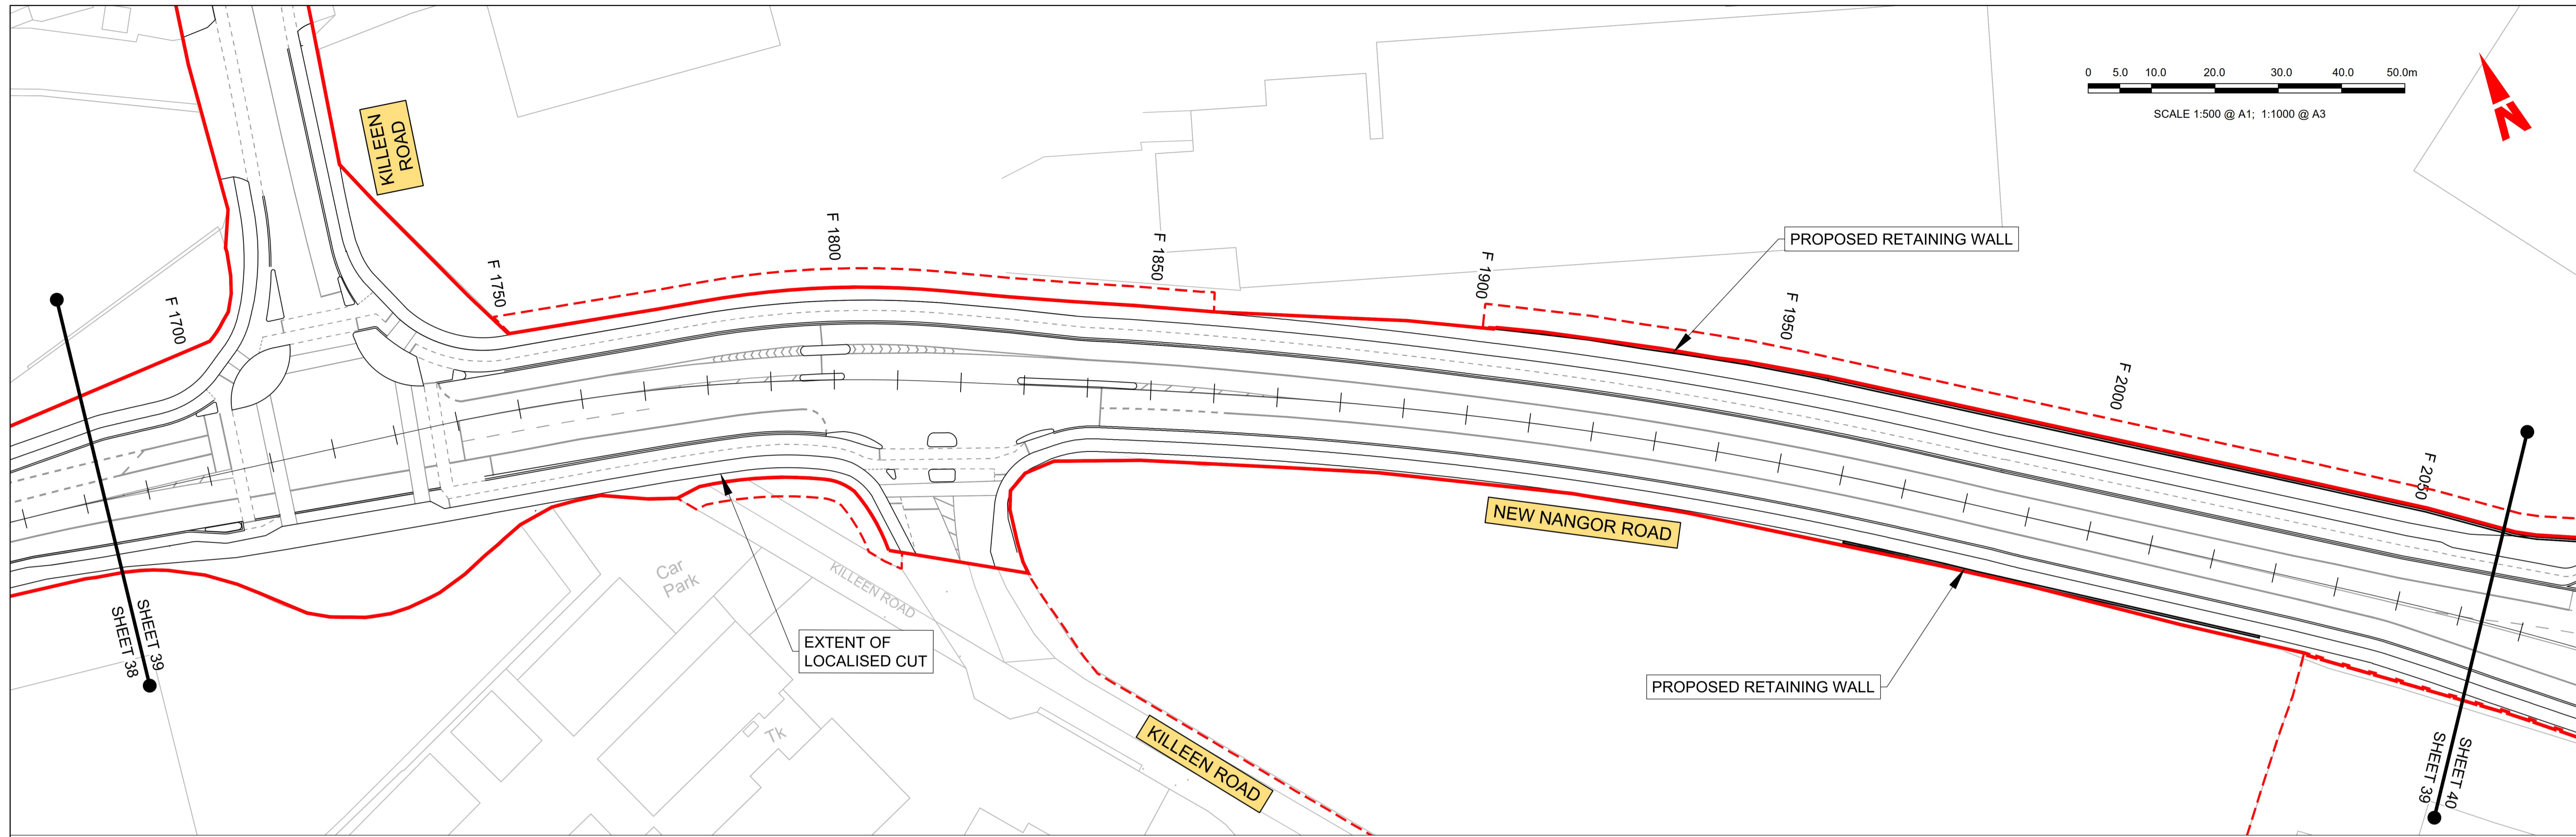 KILLEEN
ROAD
0 5.0 10.0 20.0 30.0 40.0 50.0m
SCALE 1:500 @ A1; 1:1000 @ A3
N
F 1700
F 1750
F 1800
F 1850
F 1900
F 1950
F 2000
F 2050
PROPOSED RETAINING WALL
NEW NANGOR ROAD
Car
Park
KILLEEN ROAD
EXTENT OF
LOCALISED CUT
SHEET 39
SHEET 38
PROPOSED RETAINING WALL
Tk
KILLEEN ROAD
SHEET 40
SHEET 39